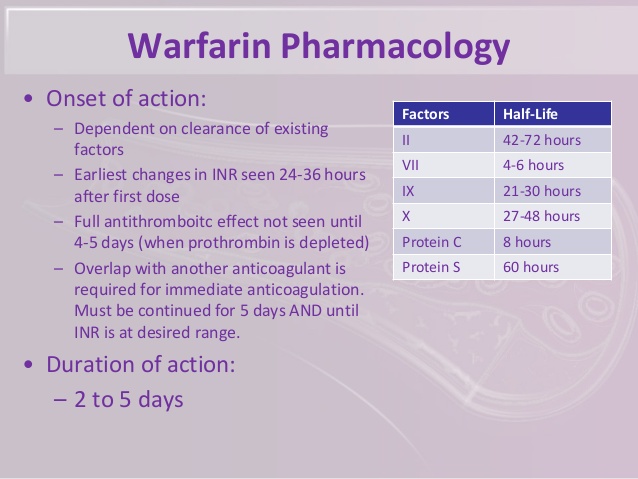 Warfarin Pharmacology
• Onset of action:
– Dependent on clearance of existing
factors
– Earliest changes in INR seen 24-36 hours
after first dose
– Full antithromboitc effect not seen until
4-5 days (when prothrombin is depleted)
– Overlap with another anticoagulant is
required for immediate anticoagulation.
Must be continued for 5 days AND until
INR is at desired range.
• Duration of action:
– 2 to 5 days
Factors Half-Life
II 42-72 hours
VII 4-6 hours
IX 21-30 hours
X 27-48 hours
Protein C 8 hours
Protein S 60 hours